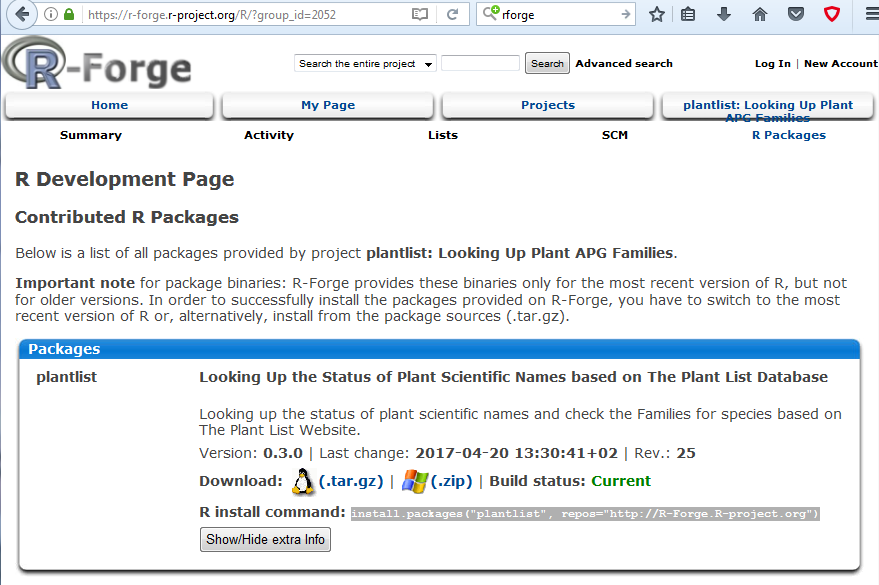 https://r-forge.r-project.org/R/?group_id=2052
rforge
R-Forge
Search the entire project
Search
Advanced search
Log In | New Account
Home
My Page
Projects
plantlist: Looking Up Plant APG Families
Summary
Activity
Lists
SCM
R Packages
R Development Page
Contributed R Packages
Below is a list of all packages provided by project plantlist: Looking Up Plant APG Families.
Important note for package binaries: R-Forge provides these binaries only for the most recent version of R, but not
for older versions. In order to successfully install the packages provided on R-Forge, you have to switch to the most
recent version of R or, alternatively, install from the package sources (.tar.gz).
Packages
plantlist
Looking Up the Status of Plant Scientific Names based on The Plant List Database
Looking up the status of plant scientific names and check the Families for species based on
The Plant List Website.
Version: 0.3.0 | Last change: 2017-04-20 13:30:41+02 | Rev.: 25
Download: (.tar.gz) | (.zip) | Build status: Current
R install command: install.packages("plantlist", repos="http://R-Forge.R-project.org")
Show/Hide extra Info